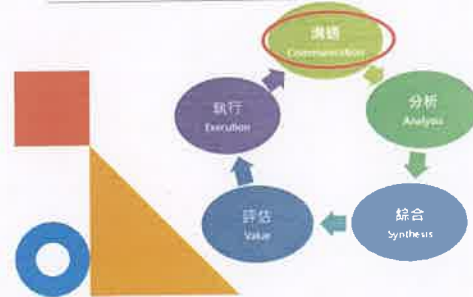 溝通
Communication
分析
Analysis
綜合
Synthesis
評估
Value
執行
Execution